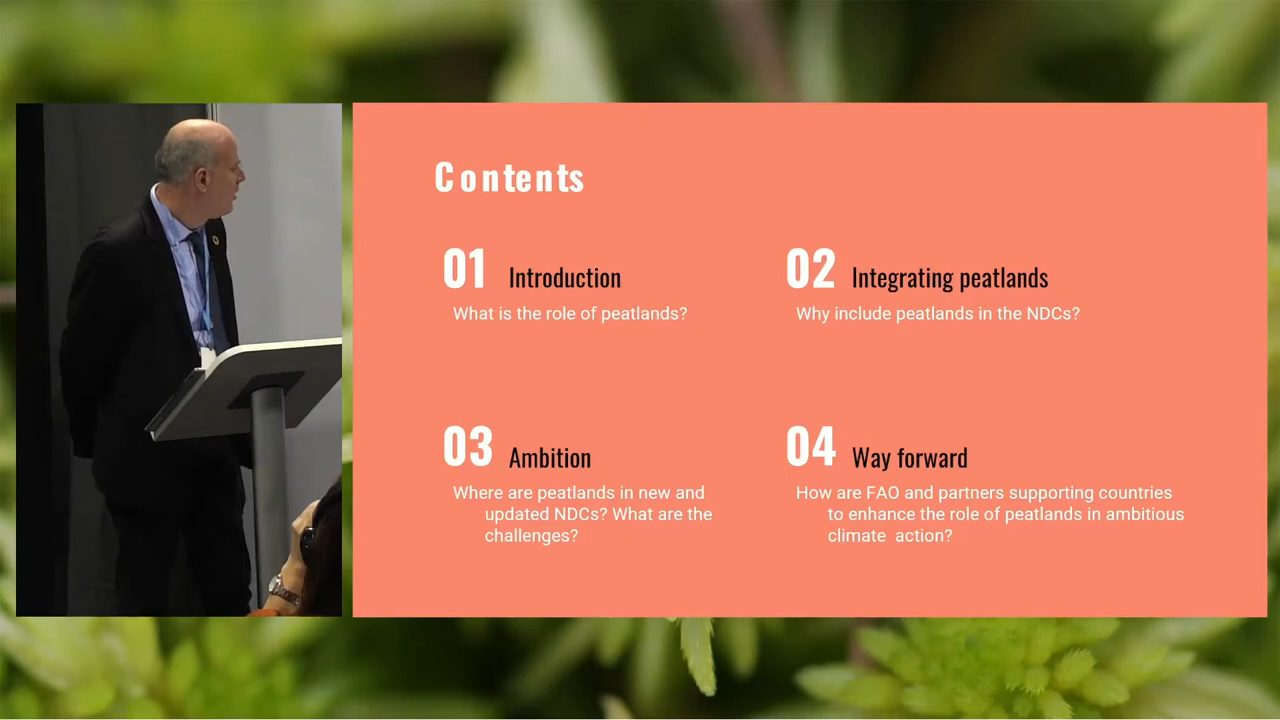 Contents
01 Introduction
What is the role of peatlands?
02 Integrating peatlands
Why include peatlands in the NDCs?
03 Ambition
Where are peatlands in new and
updated NDCs? What are the
challenges?
04 Way forward
How are FAO and partners supporting countries
to enhance the role of peatlands in ambitious
climate action?